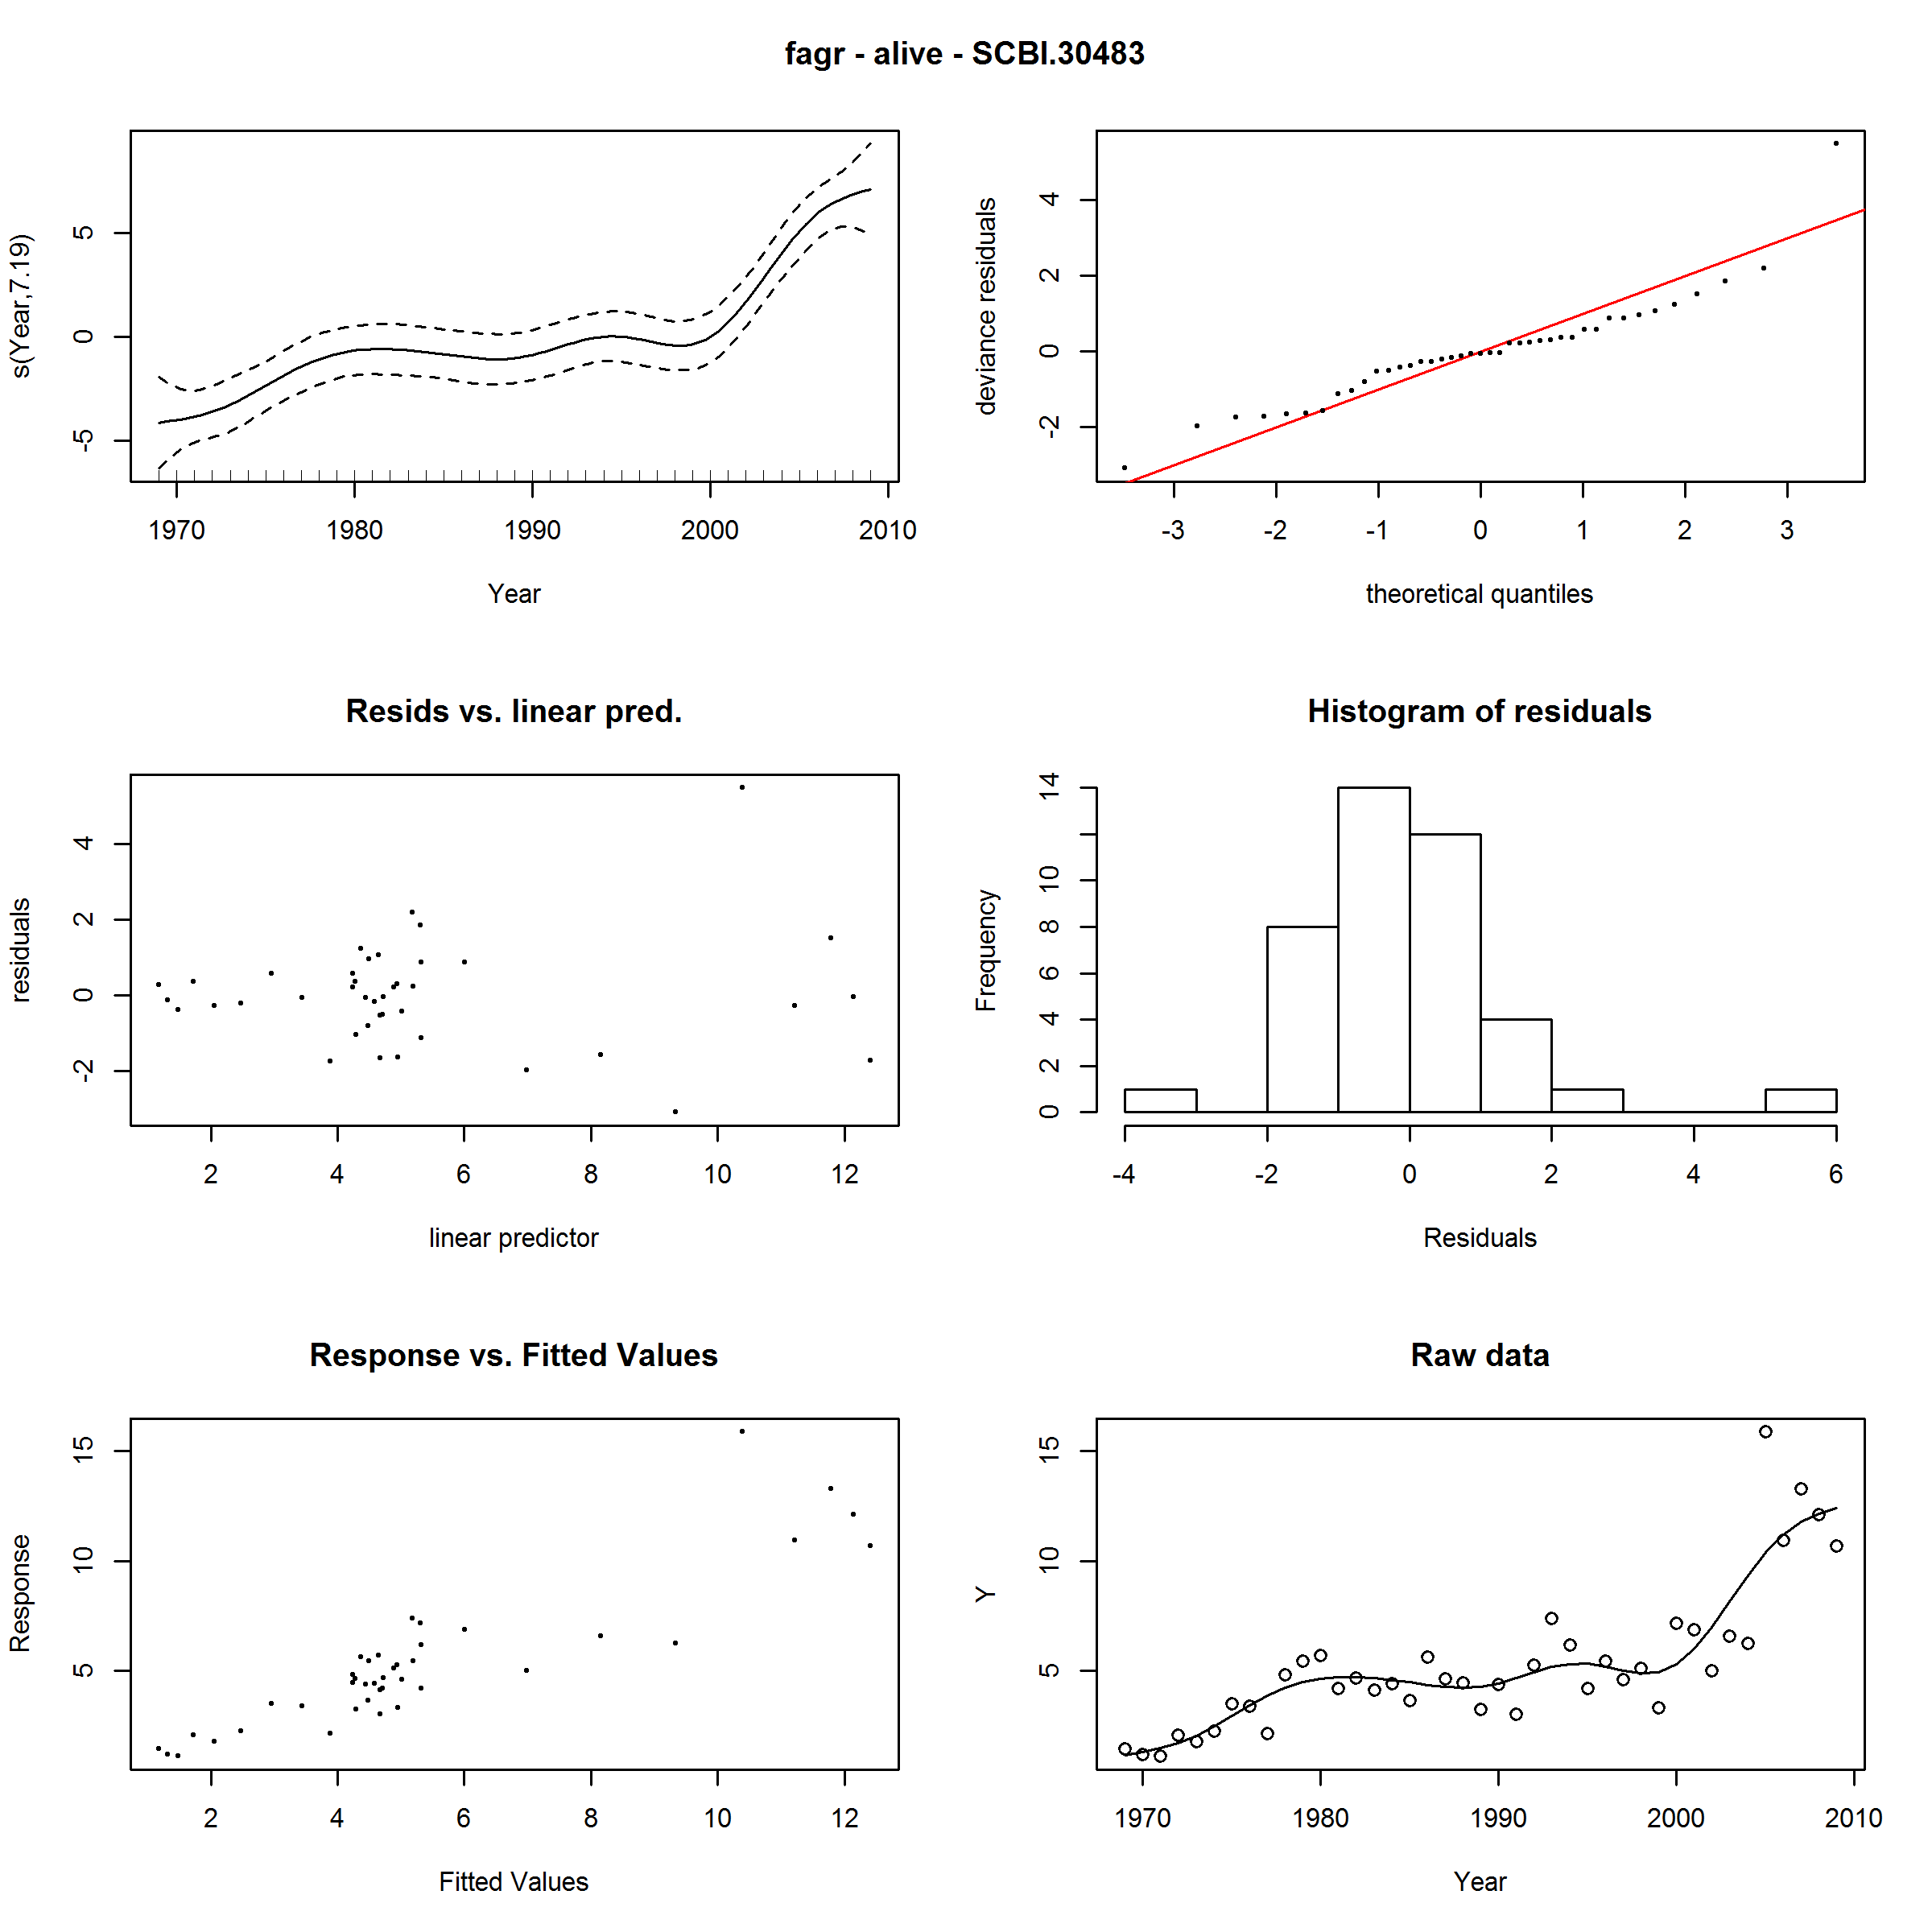 fagr - alive - SCBI.30483
s(Year,7.19)
5
0
-5
1970 1980 1990 2000 2010
Year
deviance residuals
4
2
0
-2
-3 -2 -1 0 1 2 3
theoretical quantiles
Resids vs. linear pred.
residuals
4
2
0
-2
2 4 6 8 10 12
linear predictor
Histogram of residuals
Frequency
14
10
8
6
4
2
0
-4 -2 0 2 4 6
Residuals
Response vs. Fitted Values
Response
15
10
5
2 4 6 8 10 12
Fitted Values
Raw data
Y
15
10
5
1970 1980 1990 2000 2010
Year